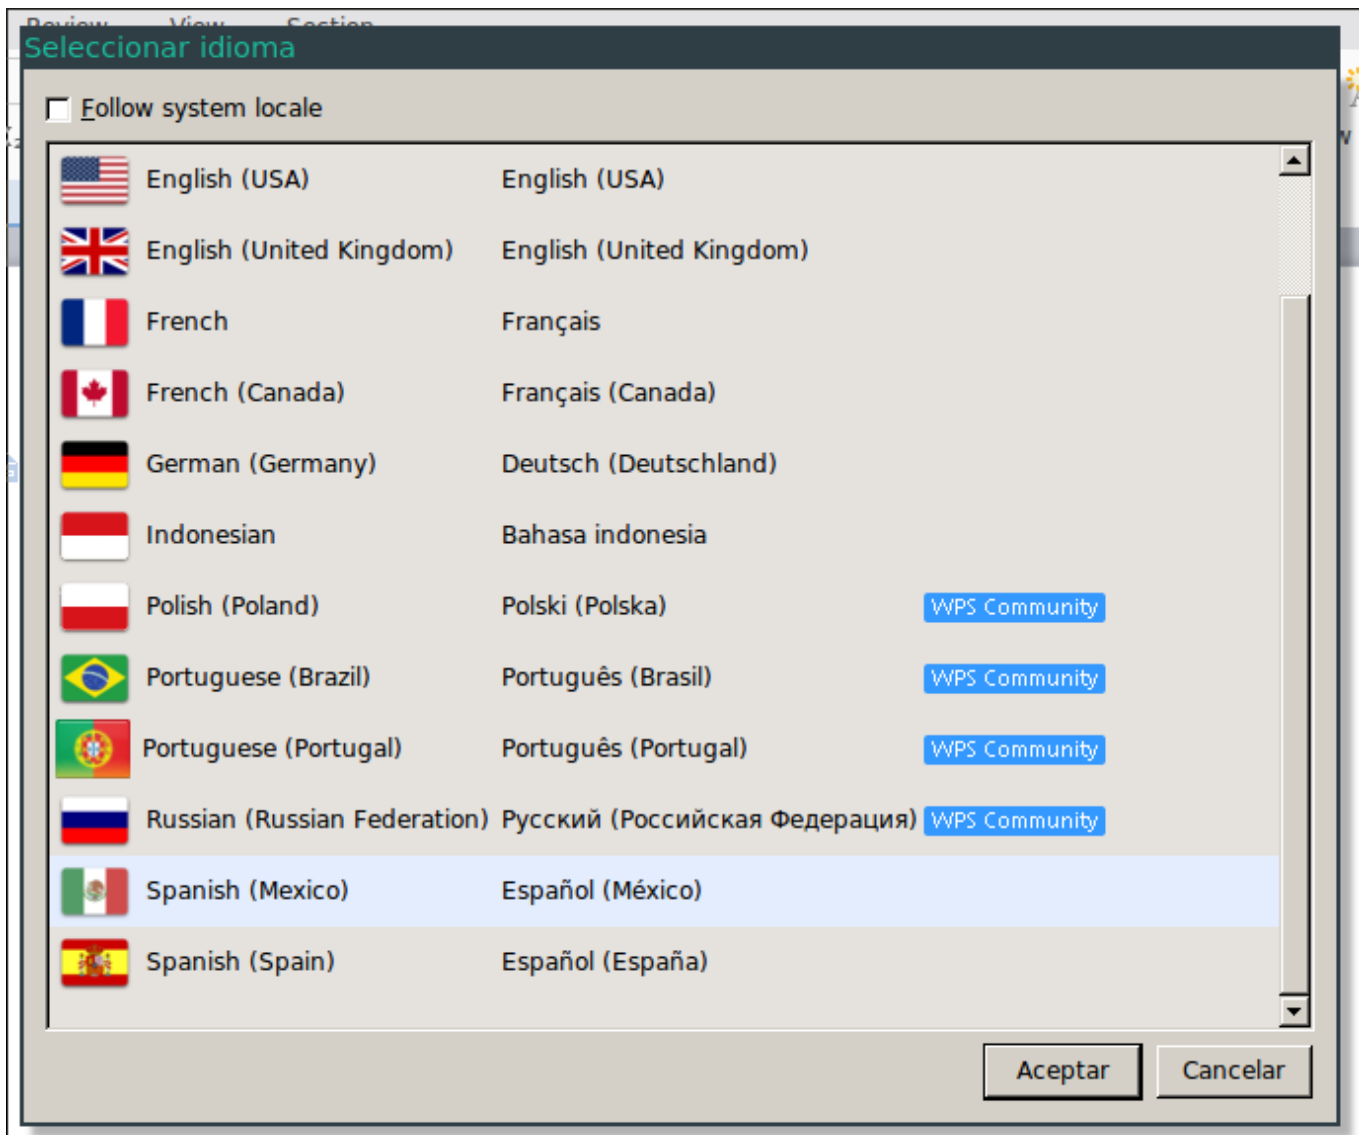 Review View Section
Seleccionar idioma
Follow system locale
English (USA) English (USA)
English (United Kingdom) English (United Kingdom)
French Français
French (Canada) Français (Canada)
German (Germany) Deutsch (Deutschland)
Indonesian Bahasa indonesia
Polish (Poland) Polski (Polska) WPS Community
Portuguese (Brazil) Português (Brasil) WPS Community
Portuguese (Portugal) Português (Portugal) WPS Community
Russian (Russian Federation) Русский (Российская Федерация) WPS Community
Spanish (Mexico) Español (México)
Spanish (Spain) Español (España)
Aceptar Cancelar